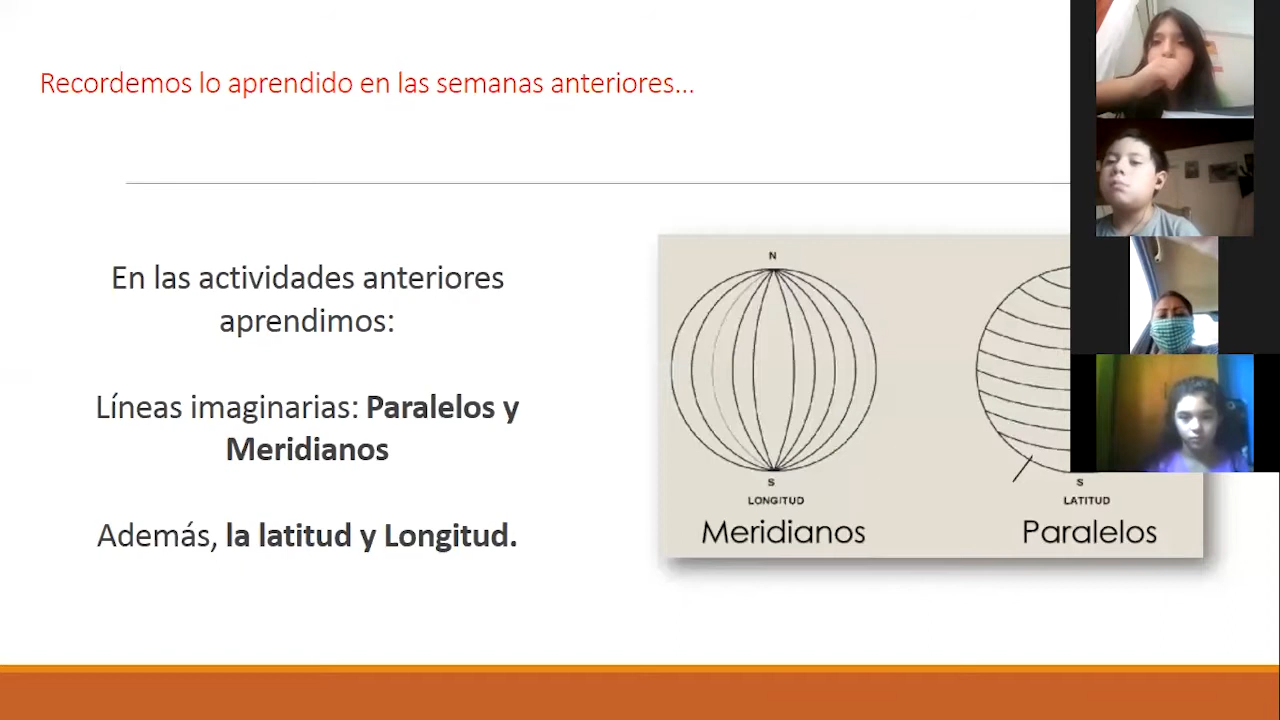 Recordemos lo aprendido en las semanas anteriores...
En las actividades anteriores
aprendimos:
Líneas imaginarias: Paralelos y
Meridianos
Además, la latitud y Longitud.
N
S
LONGITUD
Meridianos
S
LATITUD
Paralelos